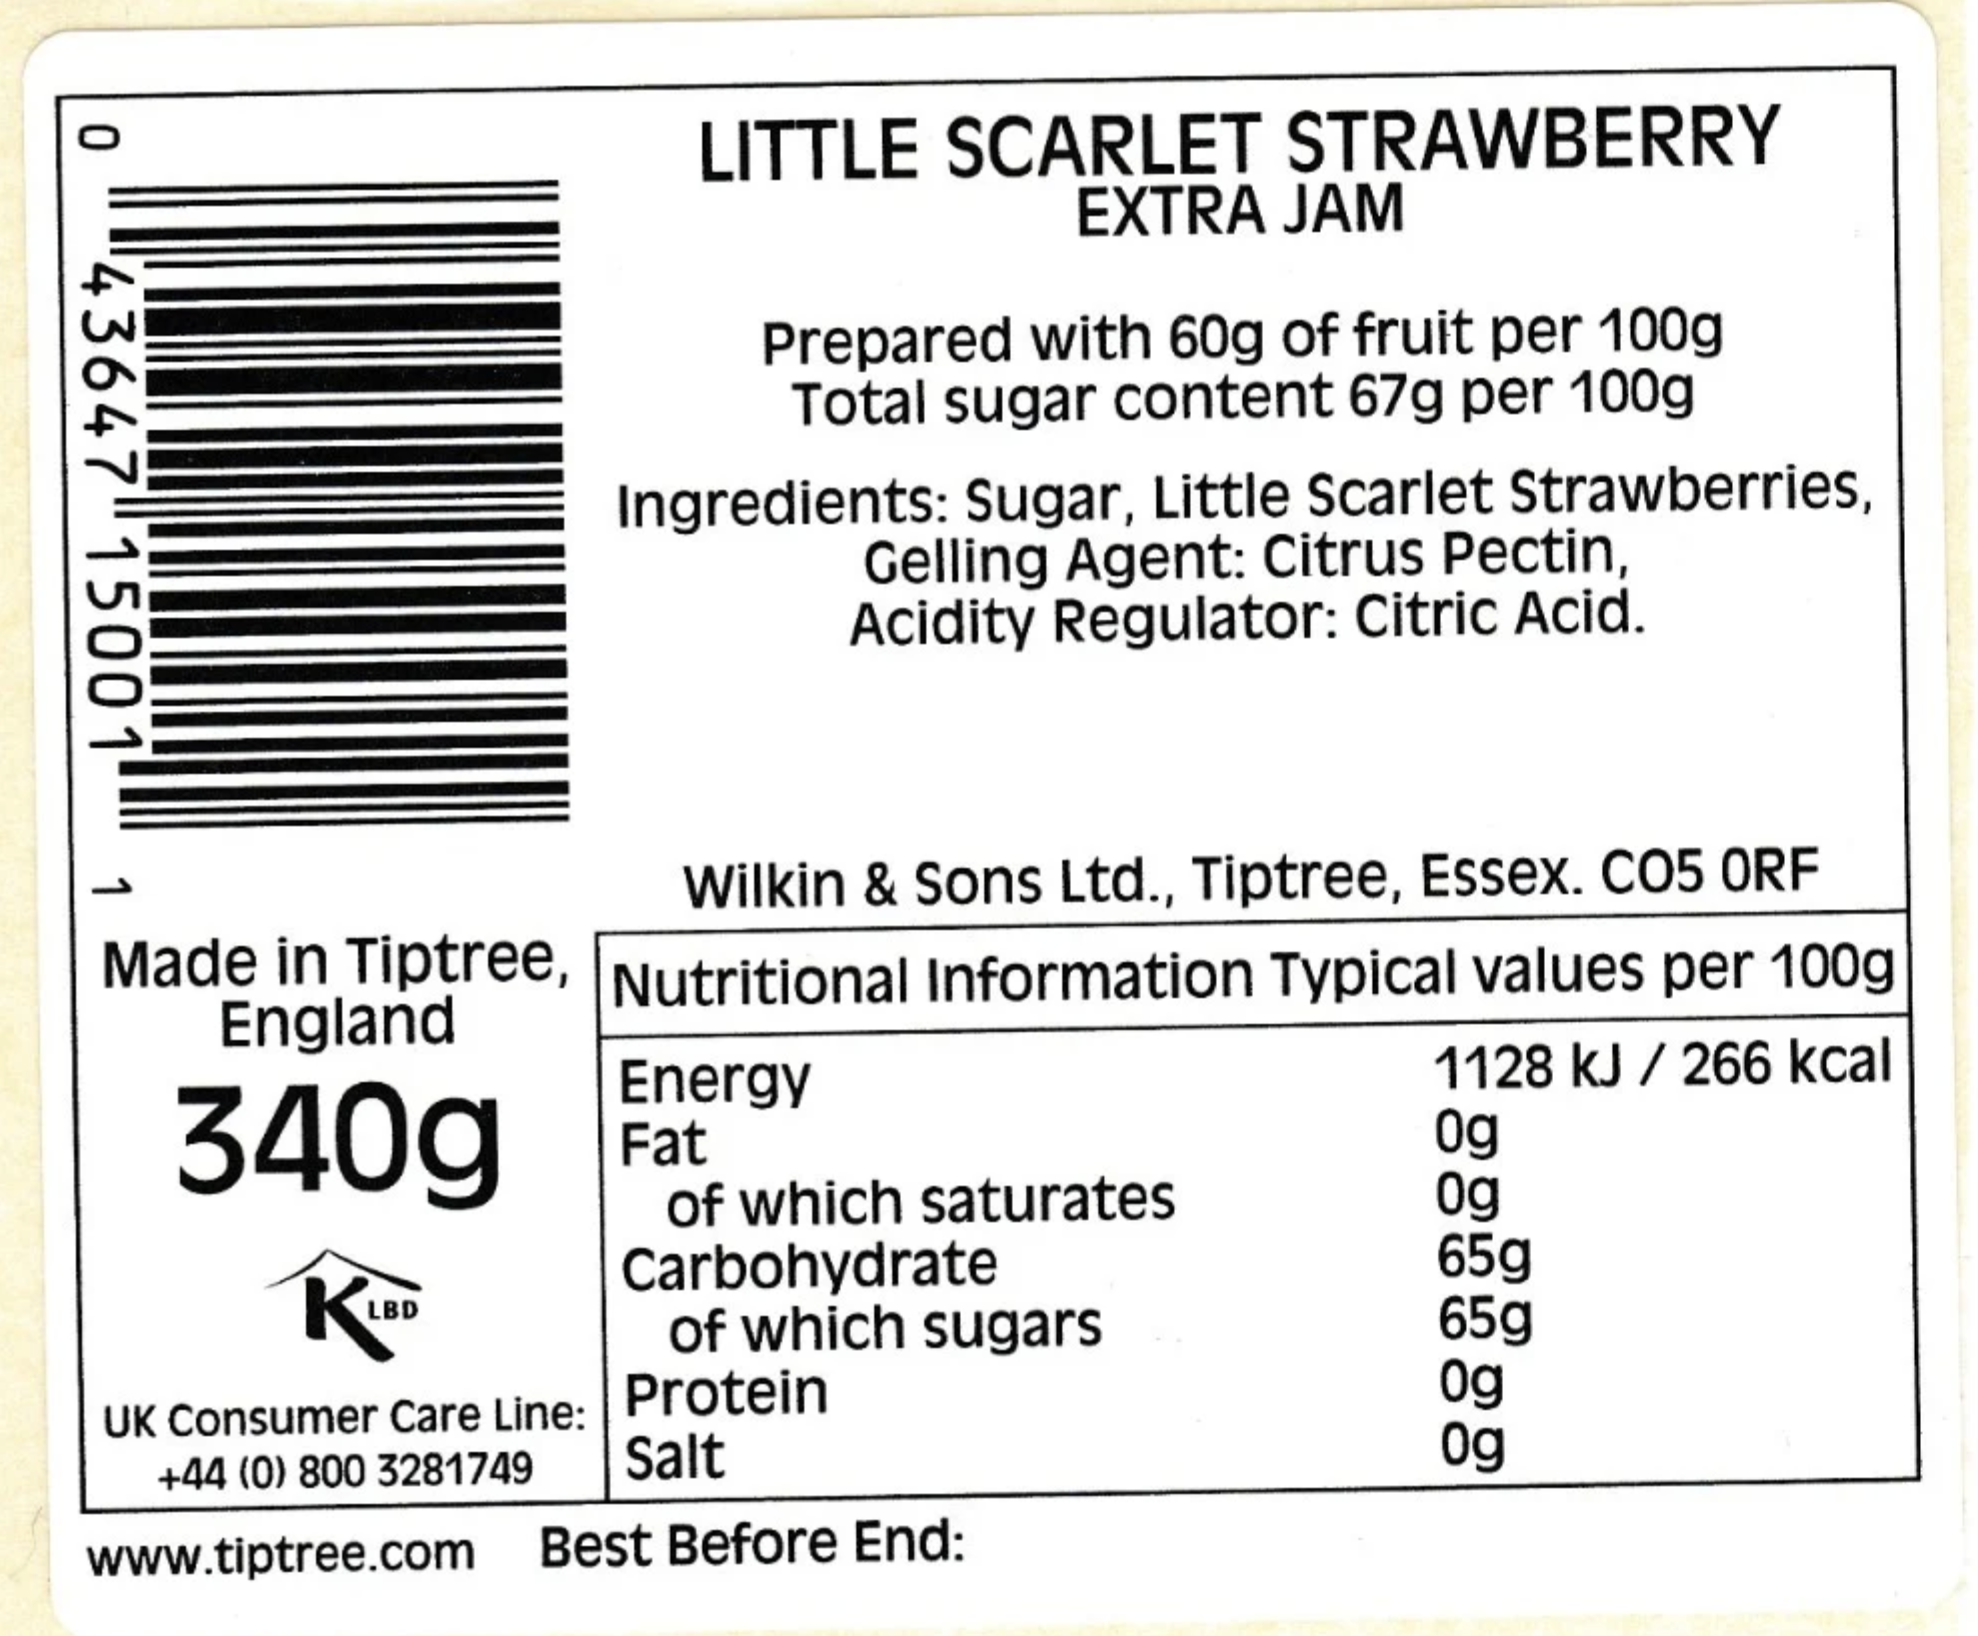 LITTLE SCARLET STRAWBERRY
EXTRA JAM
Prepared with 60g of fruit per 100g
Total sugar content 67g per 100g
Ingredients: Sugar, Little Scarlet Strawberries,
Gelling Agent: Citrus Pectin,
Acidity Regulator: Citric Acid.
Wilkin & Sons Ltd., Tiptree, Essex. CO5 0RF
0 43647 15001 1
Made in Tiptree,
England
340g
KLBD
UK Consumer Care Line:
+44 (0) 800 3281749
Nutritional Information Typical values per 100g
Energy 1128 kJ / 266 kcal
Fat 0g
of which saturates 0g
Carbohydrate 65g
of which sugars 65g
Protein 0g
Salt 0g
www.tiptree.com Best Before End: